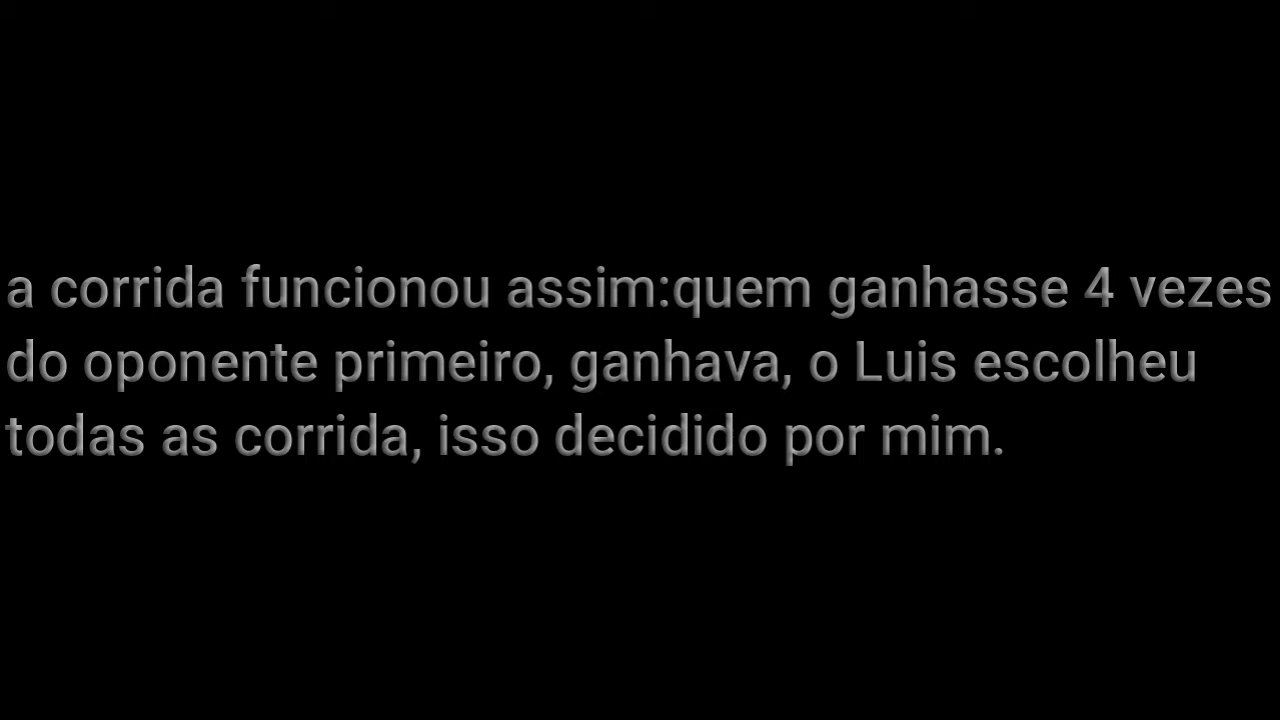 a corrida funcionou assim:quem ganhasse 4 vezes
do oponente primeiro, ganhava, o Luis escolheu
todas as corrida, isso decidido por mim.